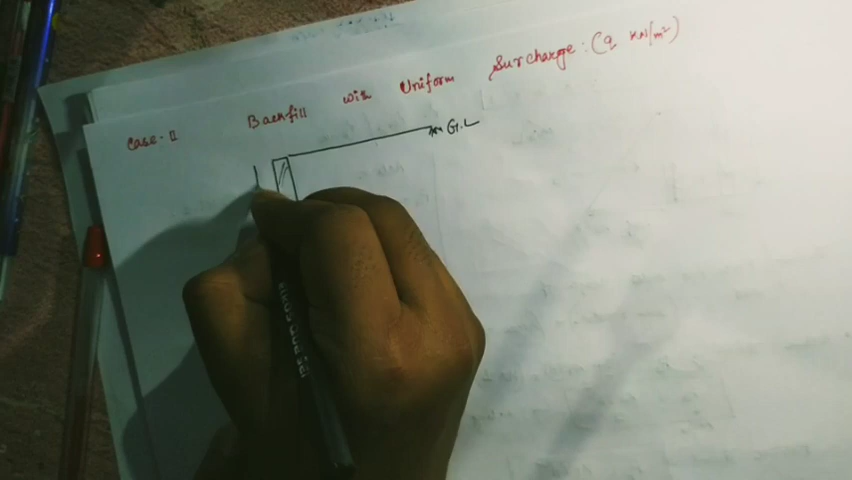 Case-II Backfill with Uniform Surcharge: (q KN/m²)
G.L